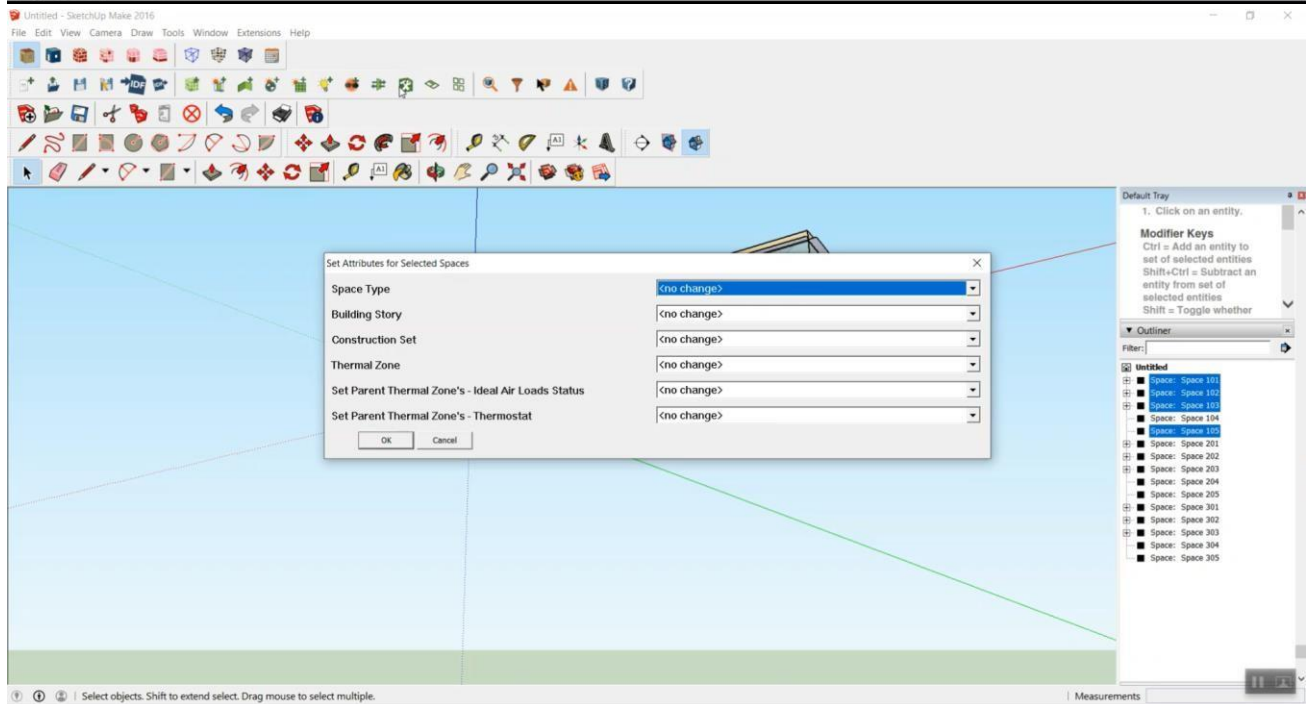 Untitled - SketchUp Make 2016
File Edit View Camera Draw Tools Window Extensions Help
IDF
A1
A1
Default Tray
1. Click on an entity.
Modifier Keys
Ctrl = Add an entity to
set of selected entities
Shift+Ctrl = Subtract an
entity from set of
selected entities
Shift = Toggle whether
Set Attributes for Selected Spaces
Space Type <no change>
Building Story <no change>
Construction Set <no change>
Thermal Zone <no change>
Set Parent Thermal Zone's - Ideal Air Loads Status <no change>
Set Parent Thermal Zone's - Thermostat <no change>
OK Cancel
Outliner
Filter:
Untitled
Space: Space 101
Space: Space 102
Space: Space 103
Space: Space 104
Space: Space 105
Space: Space 201
Space: Space 202
Space: Space 203
Space: Space 204
Space: Space 205
Space: Space 301
Space: Space 302
Space: Space 303
Space: Space 304
Space: Space 305
Select objects. Shift to extend select. Drag mouse to select multiple.
Measurements